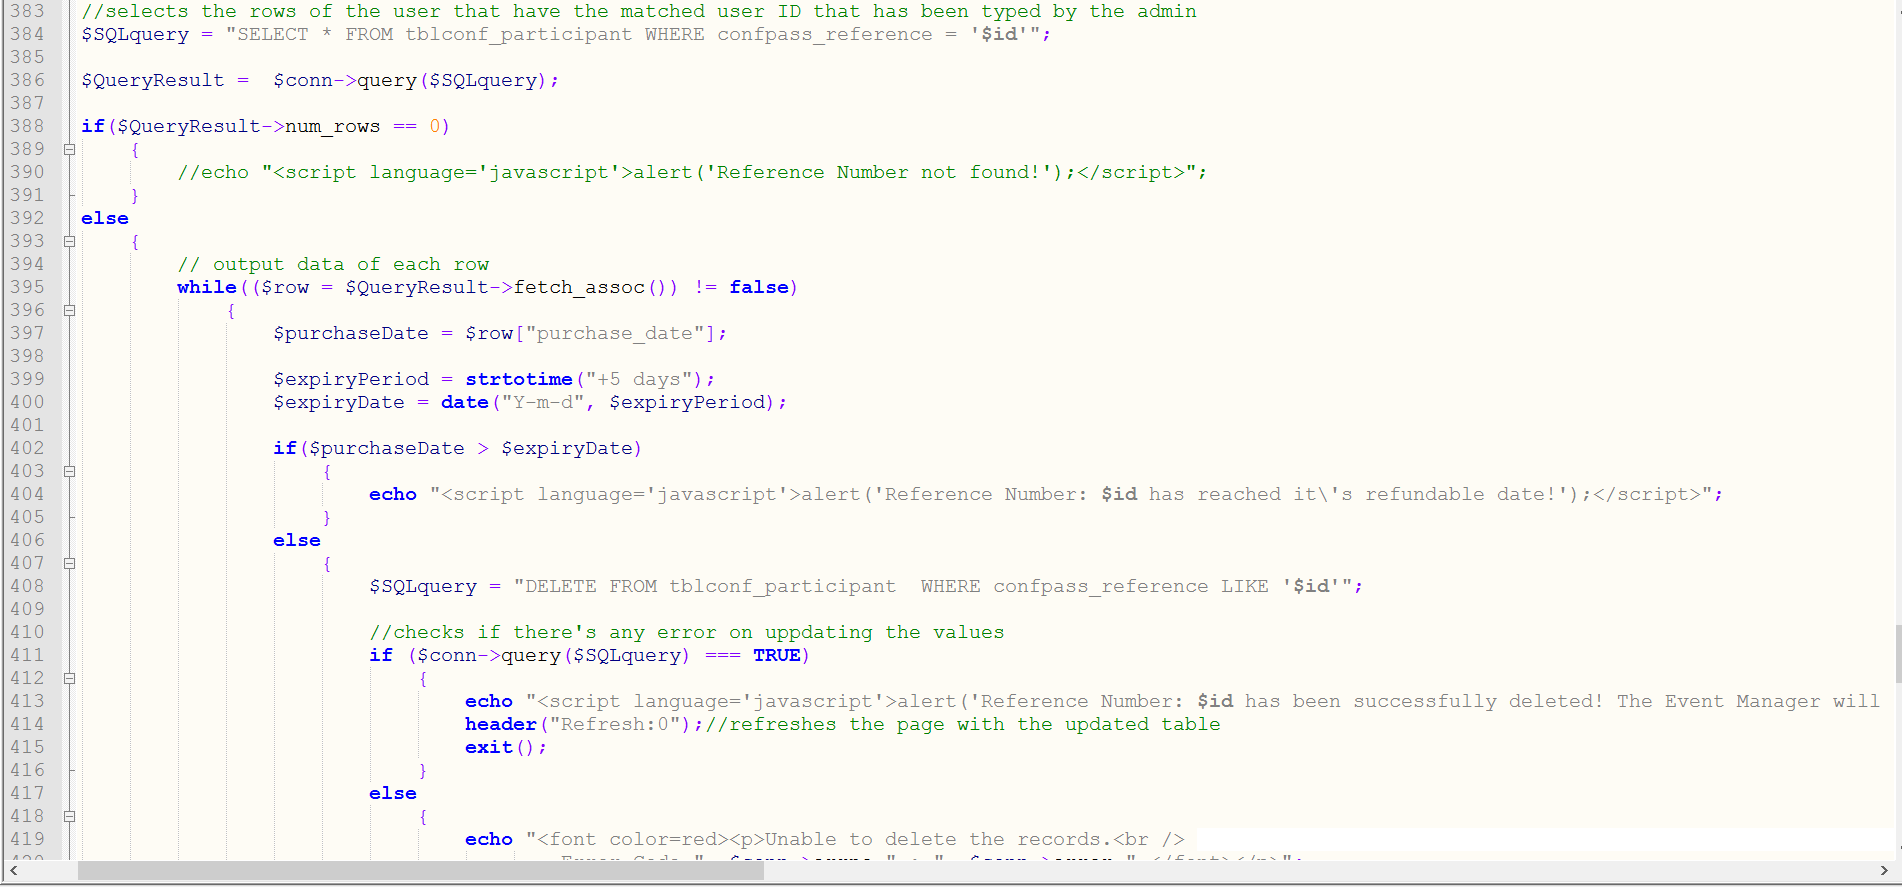 383 //selects the rows of the user that have the matched user ID that has been typed by the admin
384 $SQLquery = "SELECT * FROM tblconf_participant WHERE confpass_reference = '$id'";
385
386 $QueryResult =  $conn->query($SQLquery);
387
388 if($QueryResult->num_rows == 0)
389 {
390 //echo "<script language='javascript'>alert('Reference Number not found!');</script>";
391 }
392 else
393 {
394 // output data of each row
395 while(($row = $QueryResult->fetch_assoc()) != false)
396 {
397 $purchaseDate = $row["purchase_date"];
398
399 $expiryPeriod = strtotime("+5 days");
400 $expiryDate = date("Y-m-d", $expiryPeriod);
401
402 if($purchaseDate > $expiryDate)
403 {
404 echo "<script language='javascript'>alert('Reference Number: $id has reached it\'s refundable date!');</script>";
405 }
406 else
407 {
408 $SQLquery = "DELETE FROM tblconf_participant  WHERE confpass_reference LIKE '$id'";
409
410 //checks if there's any error on uppdating the values
411 if ($conn->query($SQLquery) === TRUE)
412 {
413 echo "<script language='javascript'>alert('Reference Number: $id has been successfully deleted! The Event Manager will
414 header("Refresh:0");//refreshes the page with the updated table
415 exit();
416 }
417 else
418 {
419 echo "<font color=red><p>Unable to delete the records.<br />